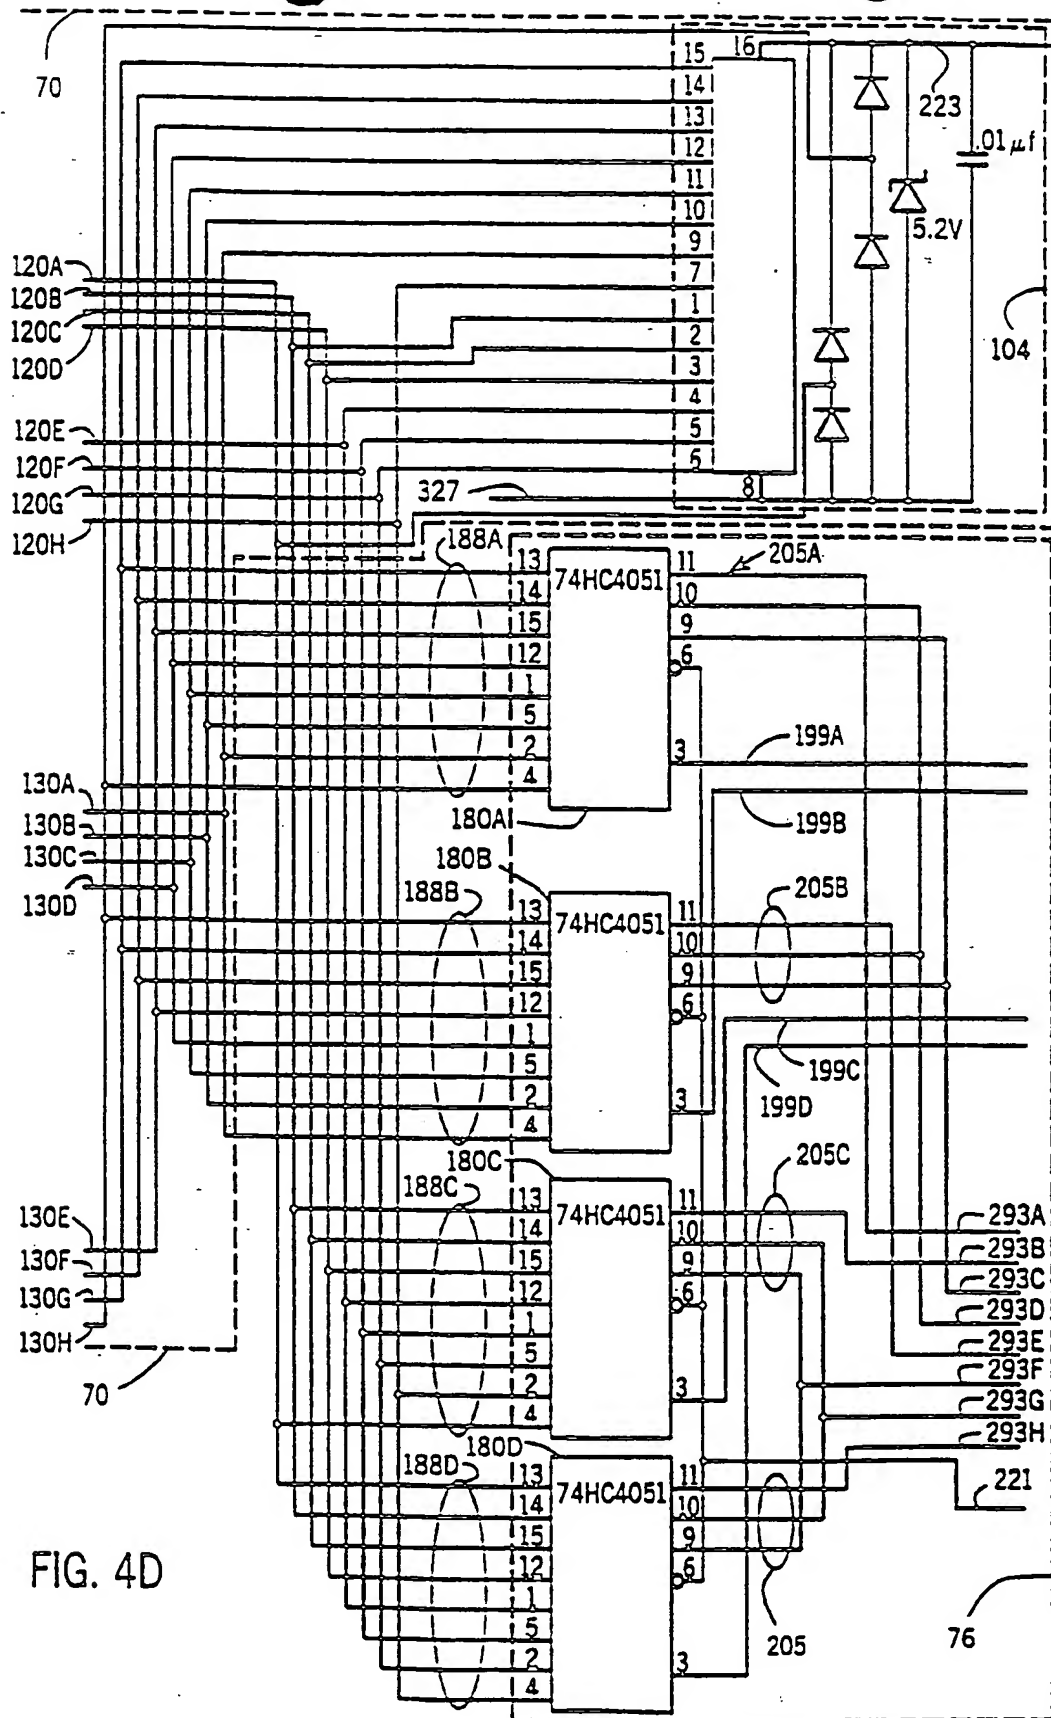 70
16
15
14
13
12
11
10
9
7
1
2
3
4
5
6
8
223
.01 μf
5.2V
104
120A
120B
120C
120D
120E
120F
120G
120H
327
188A
13
14
15
12
1
5
2
4
74HC4051
11
10
9
6
3
205A
199A
199B
180A
130A
130B
130C
130D
180B
188B
13
14
15
12
1
5
2
4
74HC4051
11
10
9
6
3
205B
199C
199D
180C
188C
13
14
15
12
1
5
2
4
74HC4051
11
10
9
6
3
205C
130E
130F
130G
130H
70
293A
293B
293C
293D
293E
293F
293G
293H
221
180D
188D
13
14
15
12
1
5
2
4
74HC4051
11
10
9
6
3
205
76
FIG. 4D